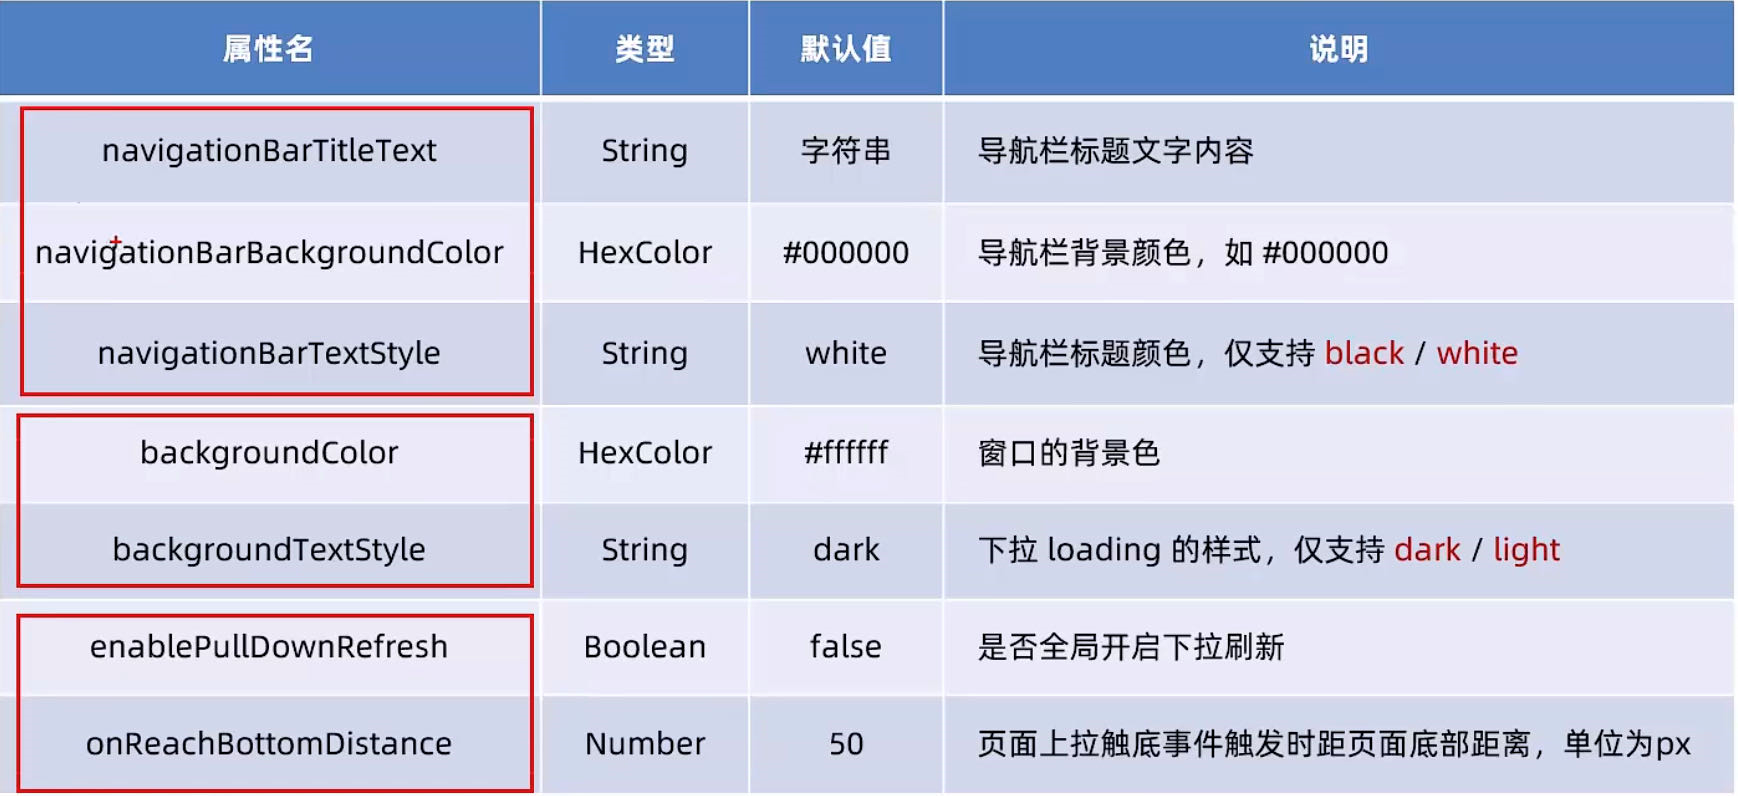 属性名 类型 默认值 说明
navigationBarTitleText String 字符串 导航栏标题文字内容
navigationBarBackgroundColor HexColor #000000 导航栏背景颜色，如 #000000
navigationBarTextStyle String white 导航栏标题颜色，仅支持 black / white
backgroundColor HexColor #ffffff 窗口的背景色
backgroundTextStyle String dark 下拉 loading 的样式，仅支持 dark / light
enablePullDownRefresh Boolean false 是否全局开启下拉刷新
onReachBottomDistance Number 50 页面上拉触底事件触发时距页面底部距离，单位为px